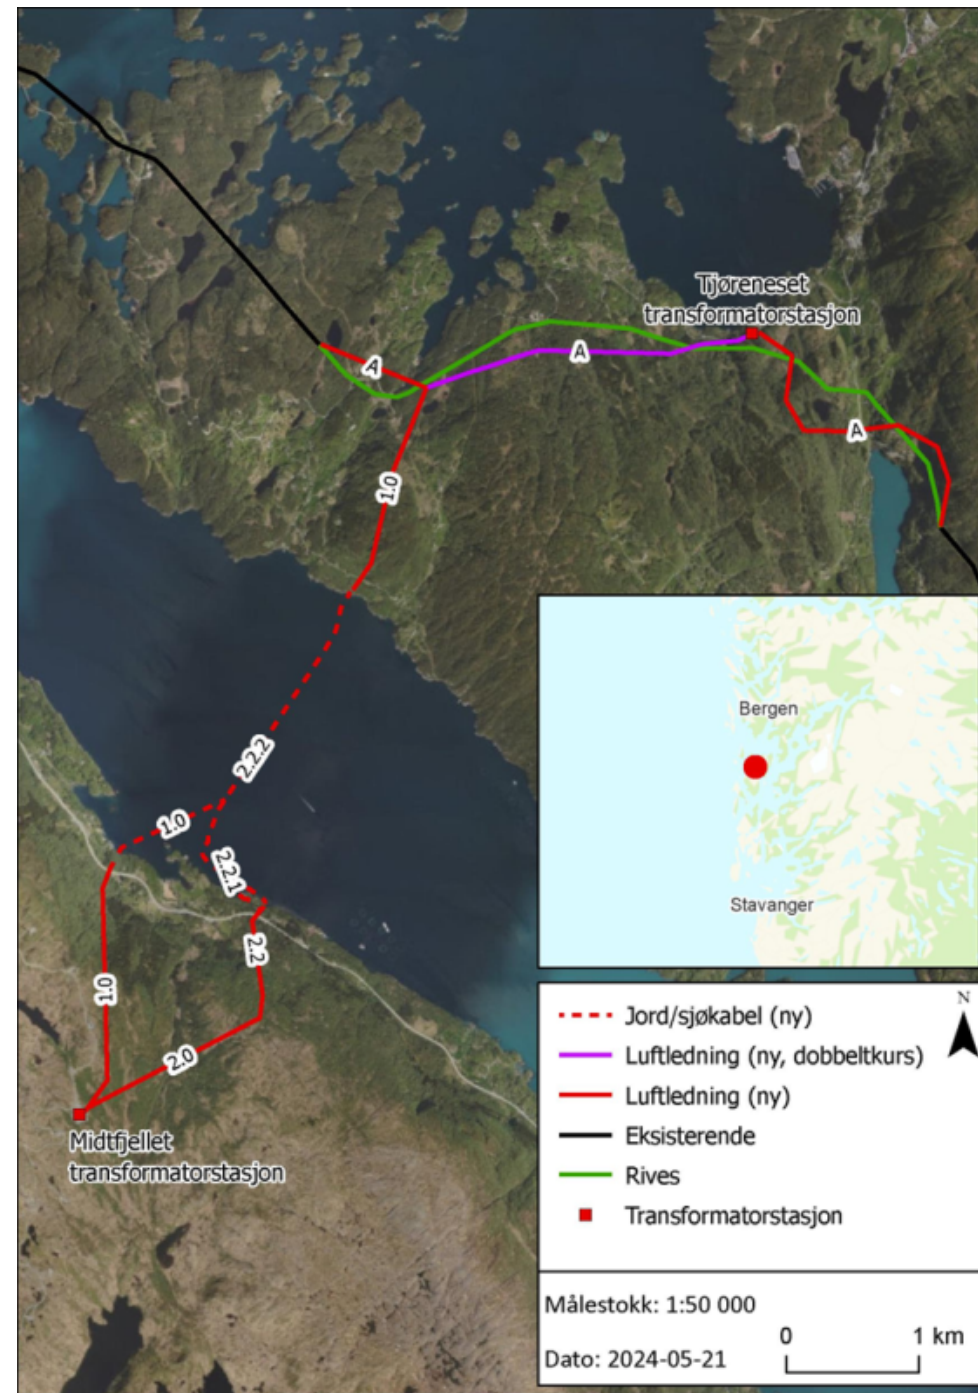 Tjøreneset
transformatorstasjon
A
A
A
1.0
2.2.2
1.0
2.2.1
2.2
1.0
2.0
Midtfjellet
transformatorstasjon
Bergen
Stavanger
N
Jord/sjøkabel (ny)
Luftledning (ny, dobbeltkurs)
Luftledning (ny)
Eksisterende
Rives
Transformatorstasjon
Målestokk: 1:50 000
0 1 km
Dato: 2024-05-21